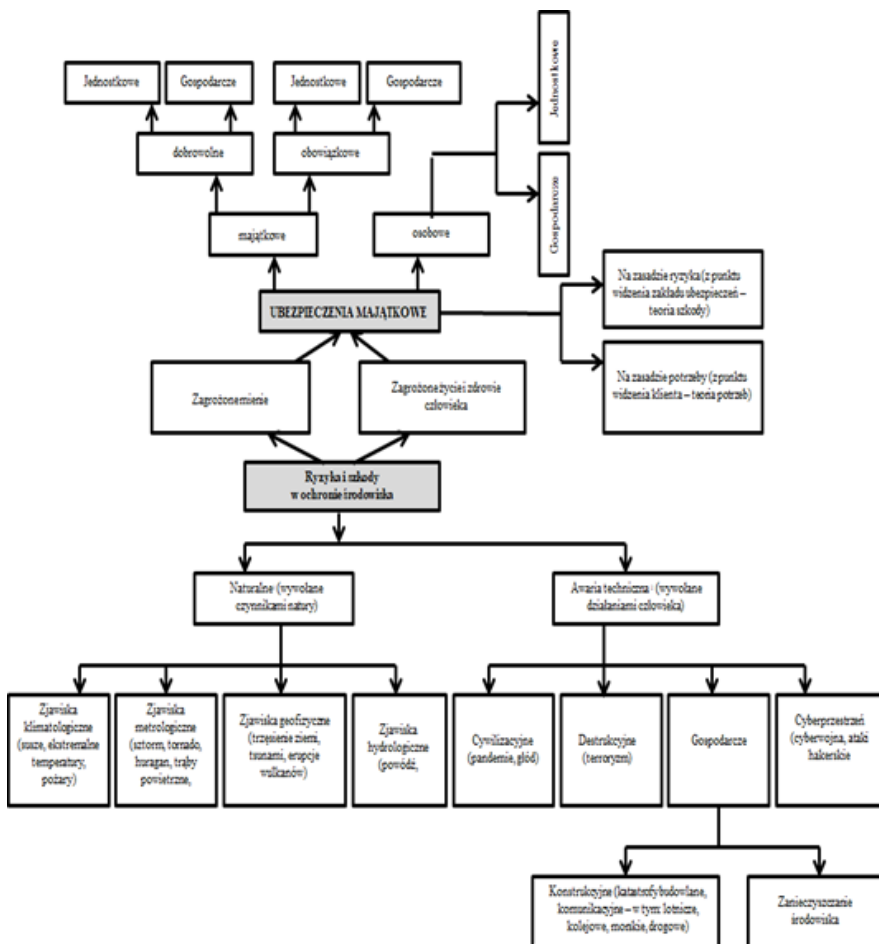 Jednostkowe
Gospodarcze
Jednostkowe
Gospodarcze
Jednostkowe
Gospodarcze
dobrowolne
obowiązkowe
majątkowe
osobowe
Na zasadzie ryzyka (z punktu
widzenia zakładu ubezpieczeń –
teoria szkody)
UBEZPIECZENIA MAJĄTKOWE
Na zasadzie potrzeby (z punktu
widzenia klienta – teoria potrzeb)
Zagrożone mienie
Zagrożone życie i zdrowie
człowieka
Ryzyka i szkody
w ochronie środowiska
Naturalne (wywołane
czynnikami natury)
Awaria techniczna (wywołane
działaniami człowieka)
Zjawiska
klimatologiczne
(susze, ekstremalne
temperatury,
pożary)
Zjawiska
metrologiczne
(sztorm, tornado,
huragan, trąby
powietrzne,
Zjawiska geofizyczne
(trzęsienie ziemi,
tsunami, erupcje
wulkanów)
Zjawiska
hydrologiczne
(powódź,
Cywilizacyjne
(pandemie, głód)
Destrukcyjne
(terroryzm)
Gospodarcze
Cyberprzestrzeń
(cyberwojna, ataki
hakerskie
Konstrukcyjne (katastrofy budowlane,
komunikacyjne – w tym: lotnicze,
kolejowe, morskie, drogowe)
Zanieczyszczanie
środowiska